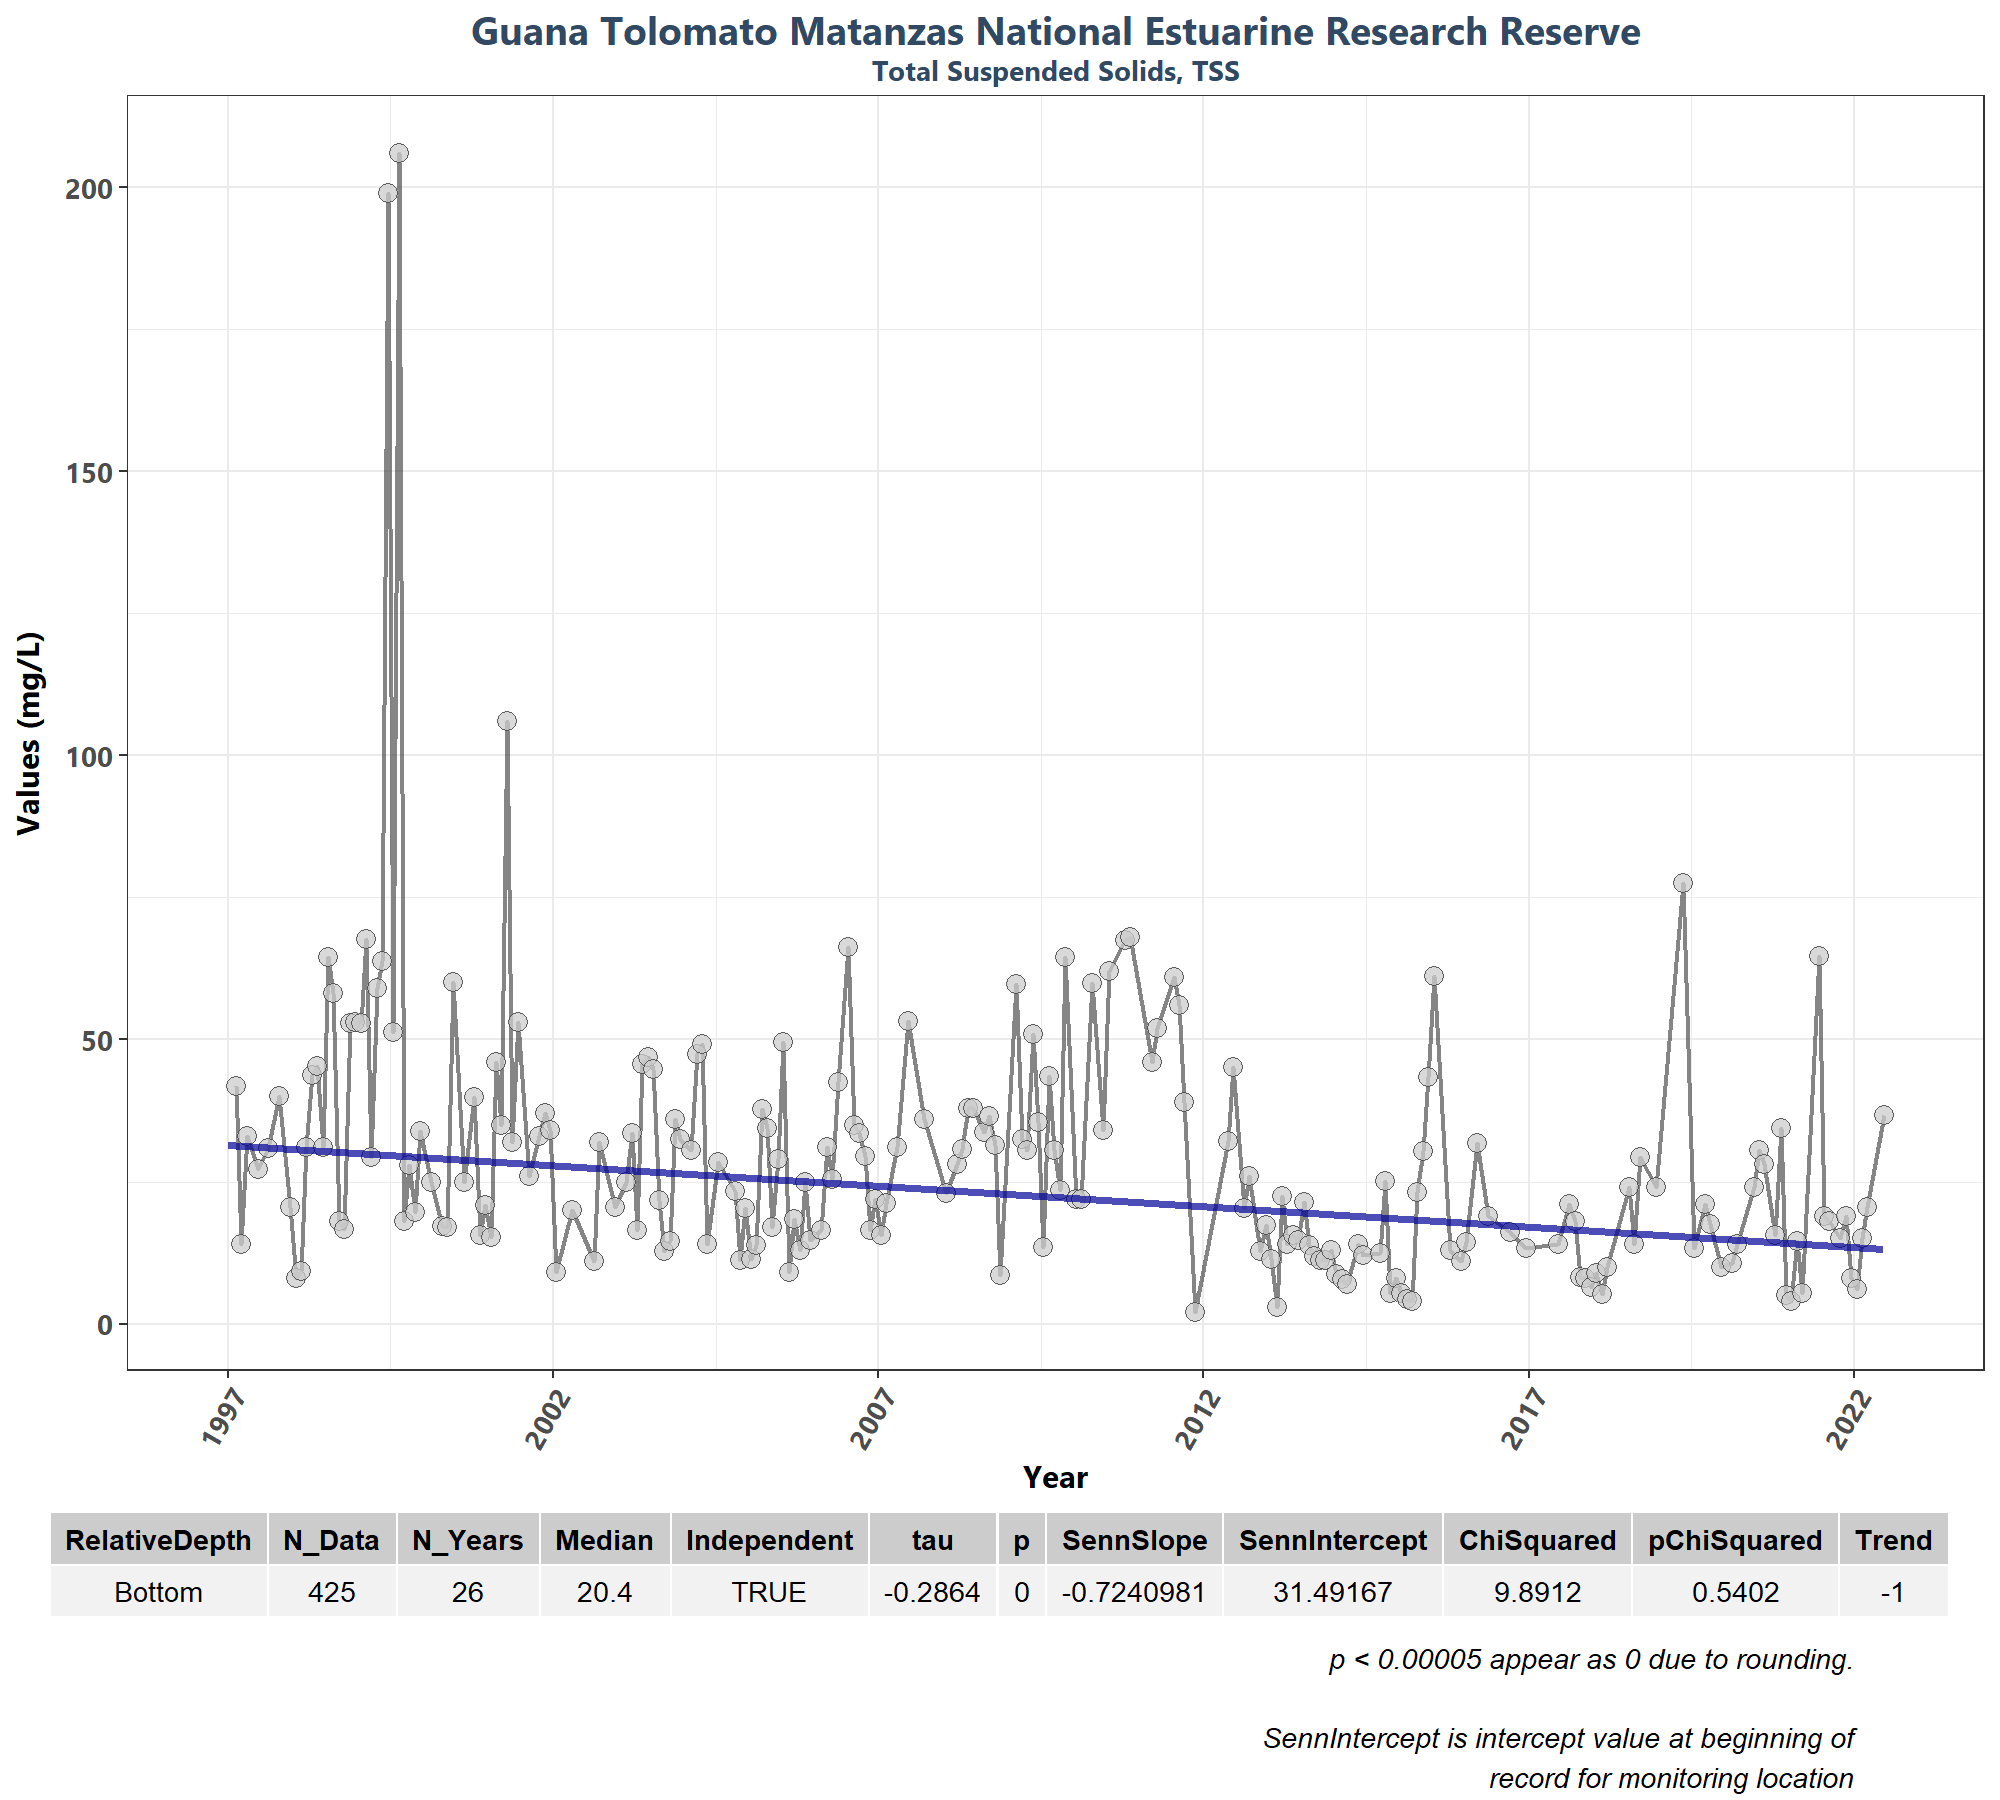 Guana Tolomato Matanzas National Estuarine Research Reserve
Total Suspended Solids, TSS
Values (mg/L)
200
150
100
50
0
1997 2002 2007 2012 2017 2022
Year
RelativeDepth N_Data N_Years Median Independent tau p SennSlope SennIntercept ChiSquared pChiSquared Trend
Bottom 425 26 20.4 TRUE -0.2864 0 -0.7240981 31.49167 9.8912 0.5402 -1
p < 0.00005 appear as 0 due to rounding.
SennIntercept is intercept value at beginning of
record for monitoring location